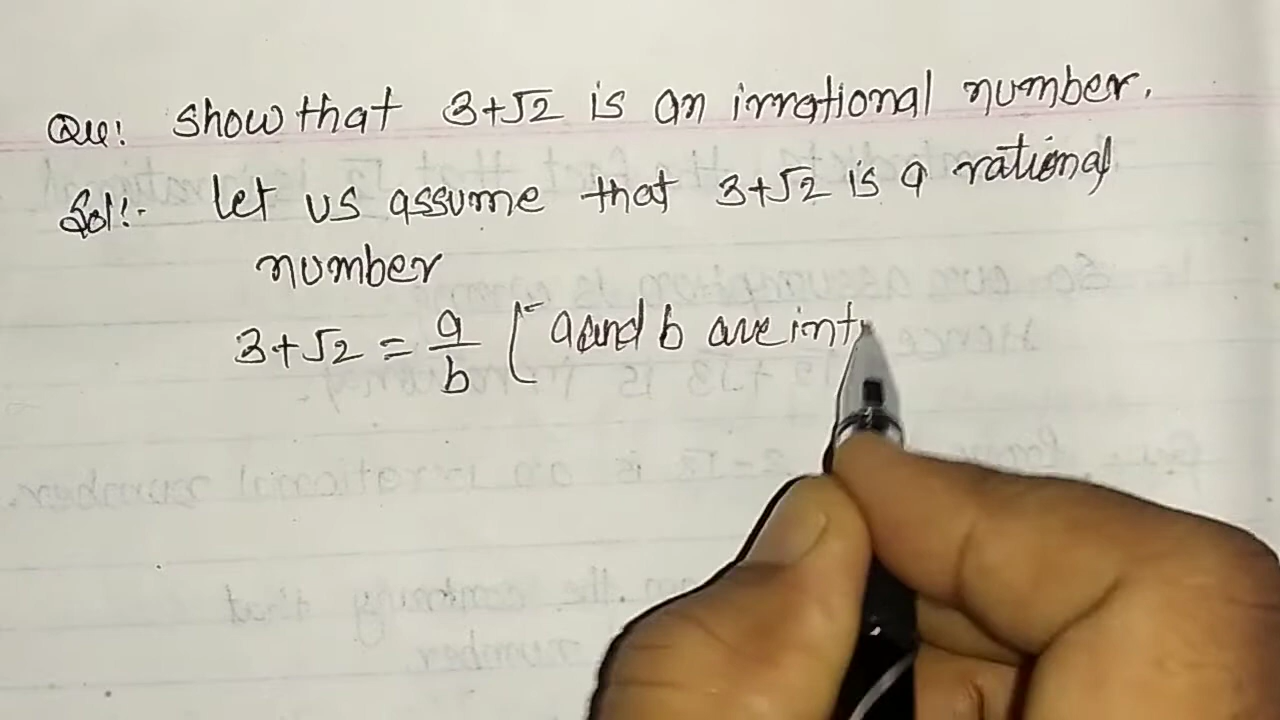 Qu: Show that 3+√2 is an irrational number.
Sol:- Let us assume that 3+√2 is a rational
number
3+√2 = a/b [ a and b are int